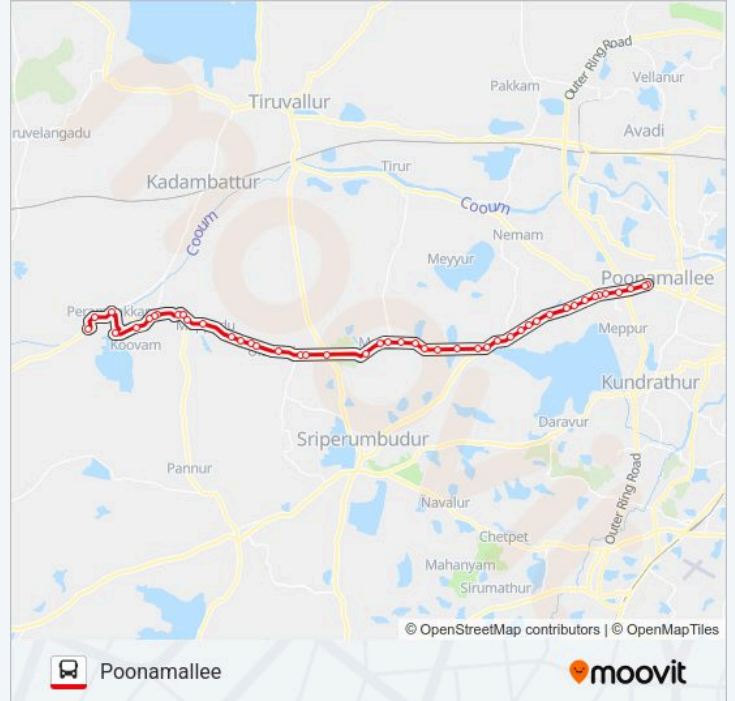 Outer Ring Road
Vellanur
Pakkam
Tiruvallur
ruvelangadu
Avadi
Tirur
Kadambattur
Cooum
Cooum
Nemam
Meyyur
Poonamallee
Koovam
Meppur
Kundrathur
Daravur
Sriperumbudur
Pannur
Navalur
Outer Ring Road
Chetpet
Mahanyam
Sirumathur
© OpenStreetMap contributors | © OpenMapTiles
Poonamallee
moovit